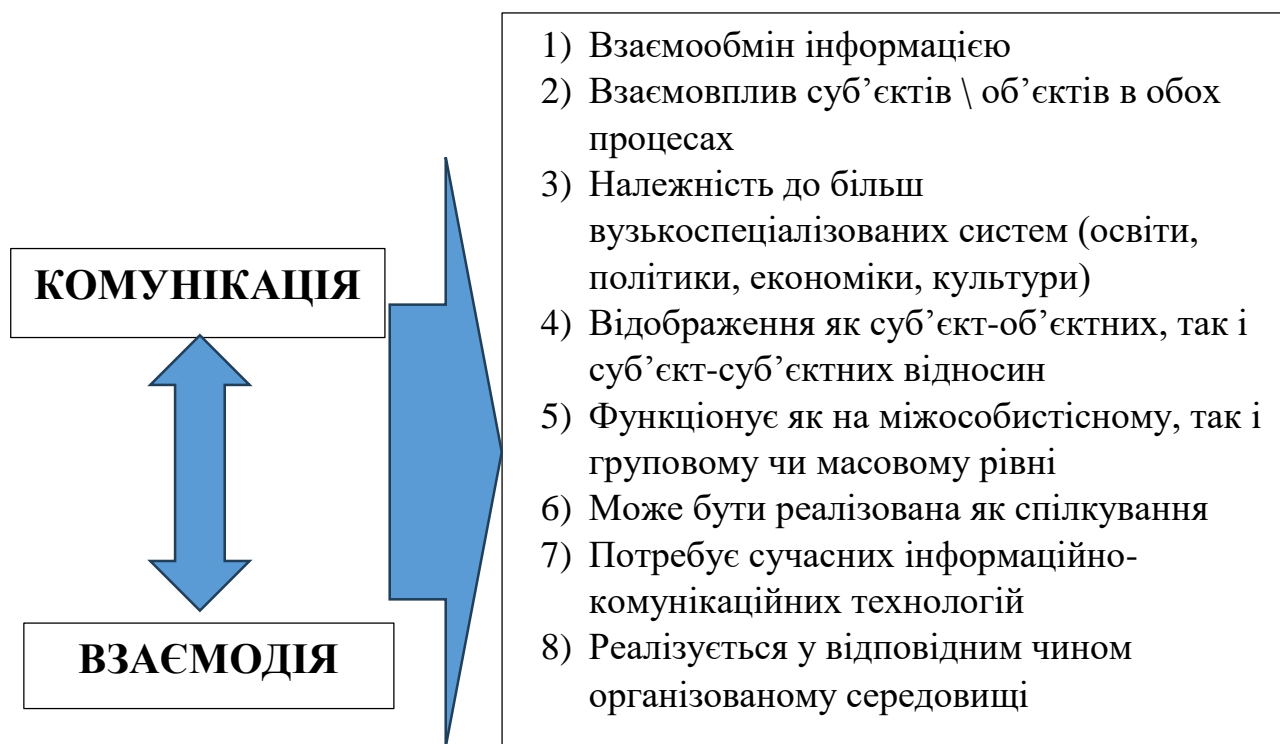 КОМУНІКАЦІЯ
ВЗАЄМОДІЯ
1) Взаємообмін інформацією
2) Взаємовплив суб’єктів \ об’єктів в обох
процесах
3) Належність до більш
вузькоспеціалізованих систем (освіти,
політики, економіки, культури)
4) Відображення як суб’єкт-об’єктних, так і
суб’єкт-суб’єктних відносин
5) Функціонує як на міжособистісному, так і
груповому чи масовому рівні
6) Може бути реалізована як спілкування
7) Потребує сучасних інформаційно-
комунікаційних технологій
8) Реалізується у відповідним чином
організованому середовищі